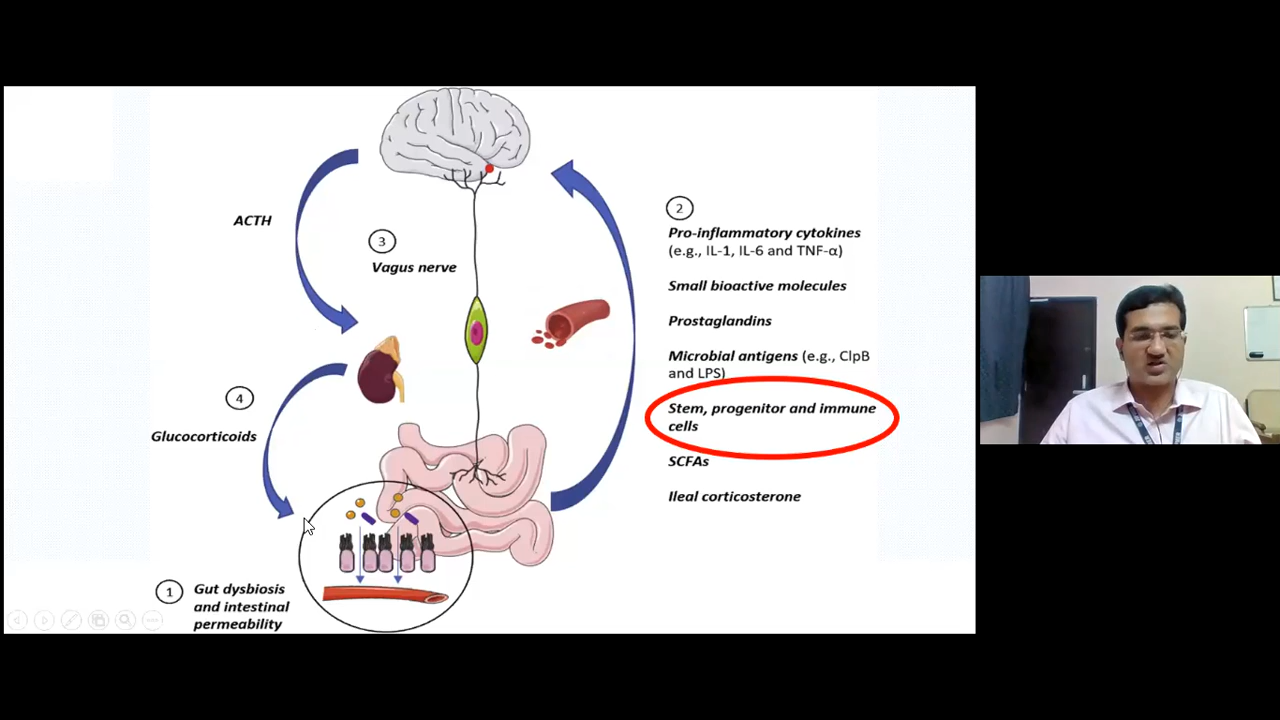 ACTH
3
Vagus nerve
2
Pro-inflammatory cytokines
(e.g., IL-1, IL-6 and TNF-α)
Small bioactive molecules
Prostaglandins
Microbial antigens (e.g., ClpB
and LPS)
Stem, progenitor and immune
cells
SCFAs
Ileal corticosterone
4
Glucocorticoids
1
Gut dysbiosis
and intestinal
permeability